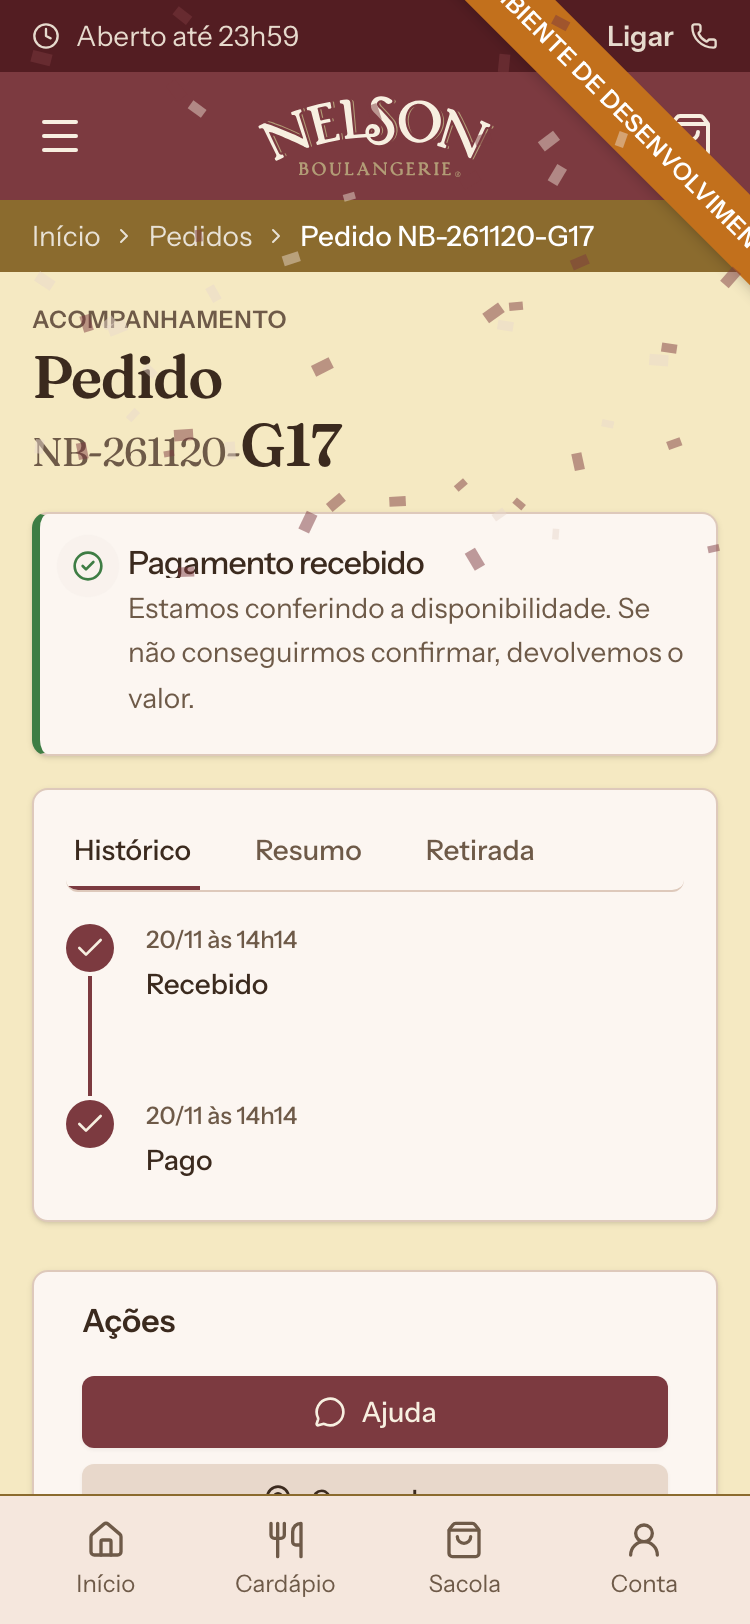 Aberto até 23h59
Ligar
BIENTE DE DESENVOLVIMEN
NELSON
BOULANGERIE
Início > Pedidos > Pedido NB-261120-G17
ACOMPANHAMENTO
Pedido
NB-261120-G17
Pagamento recebido
Estamos conferindo a disponibilidade. Se
não conseguirmos confirmar, devolvemos o
valor.
Histórico Resumo Retirada
20/11 às 14h14
Recebido
20/11 às 14h14
Pago
Ações
Ajuda
Início Cardápio Sacola Conta